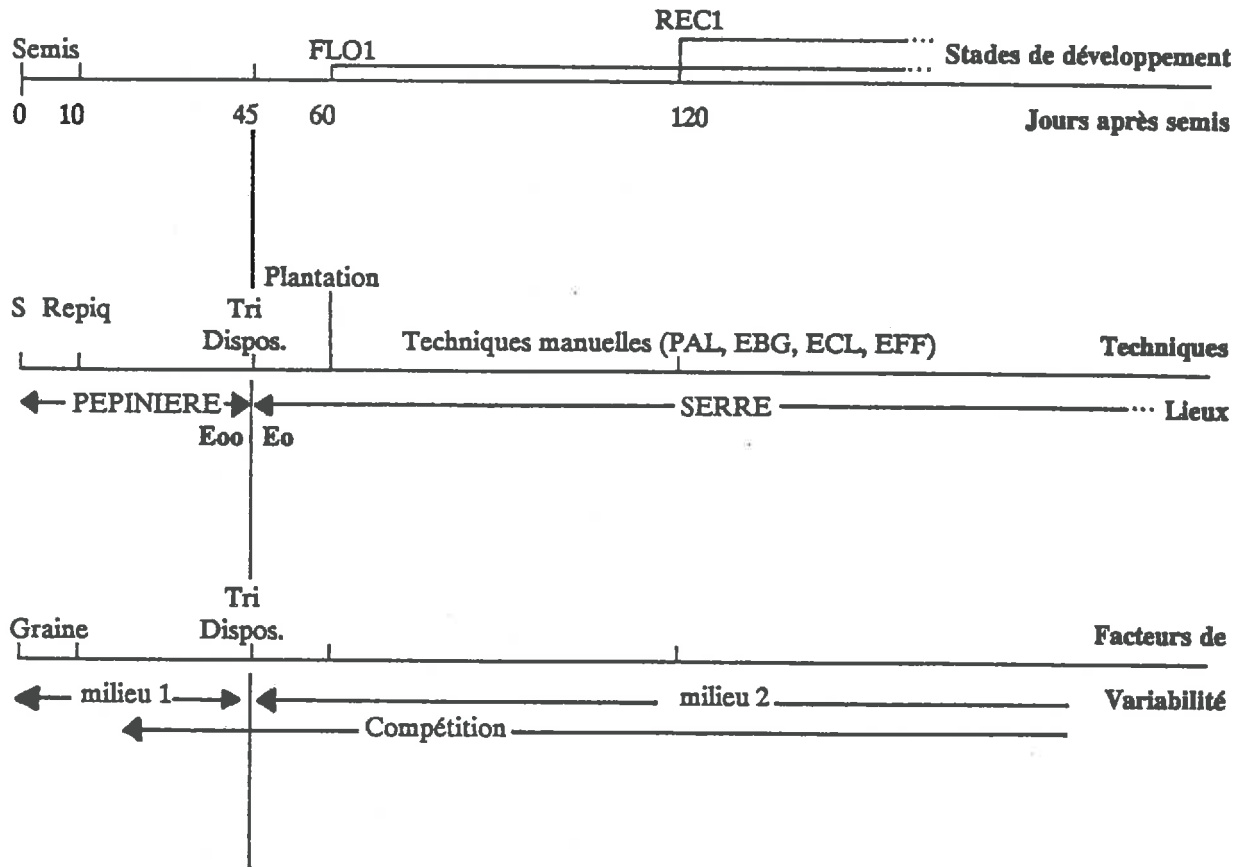 REC1
Semis FLO1 ... Stades de développement
...
0 10 45 60 120 Jours après semis
Plantation
S Repiq Tri
Dispos. Techniques manuelles (PAL, EBG, ECL, EFF) Techniques
PEPINIERE SERRE ... Lieux
Eoo Eo
Tri
Graine Dispos. Facteurs de
milieu 1 milieu 2 Variabilité
Compétition